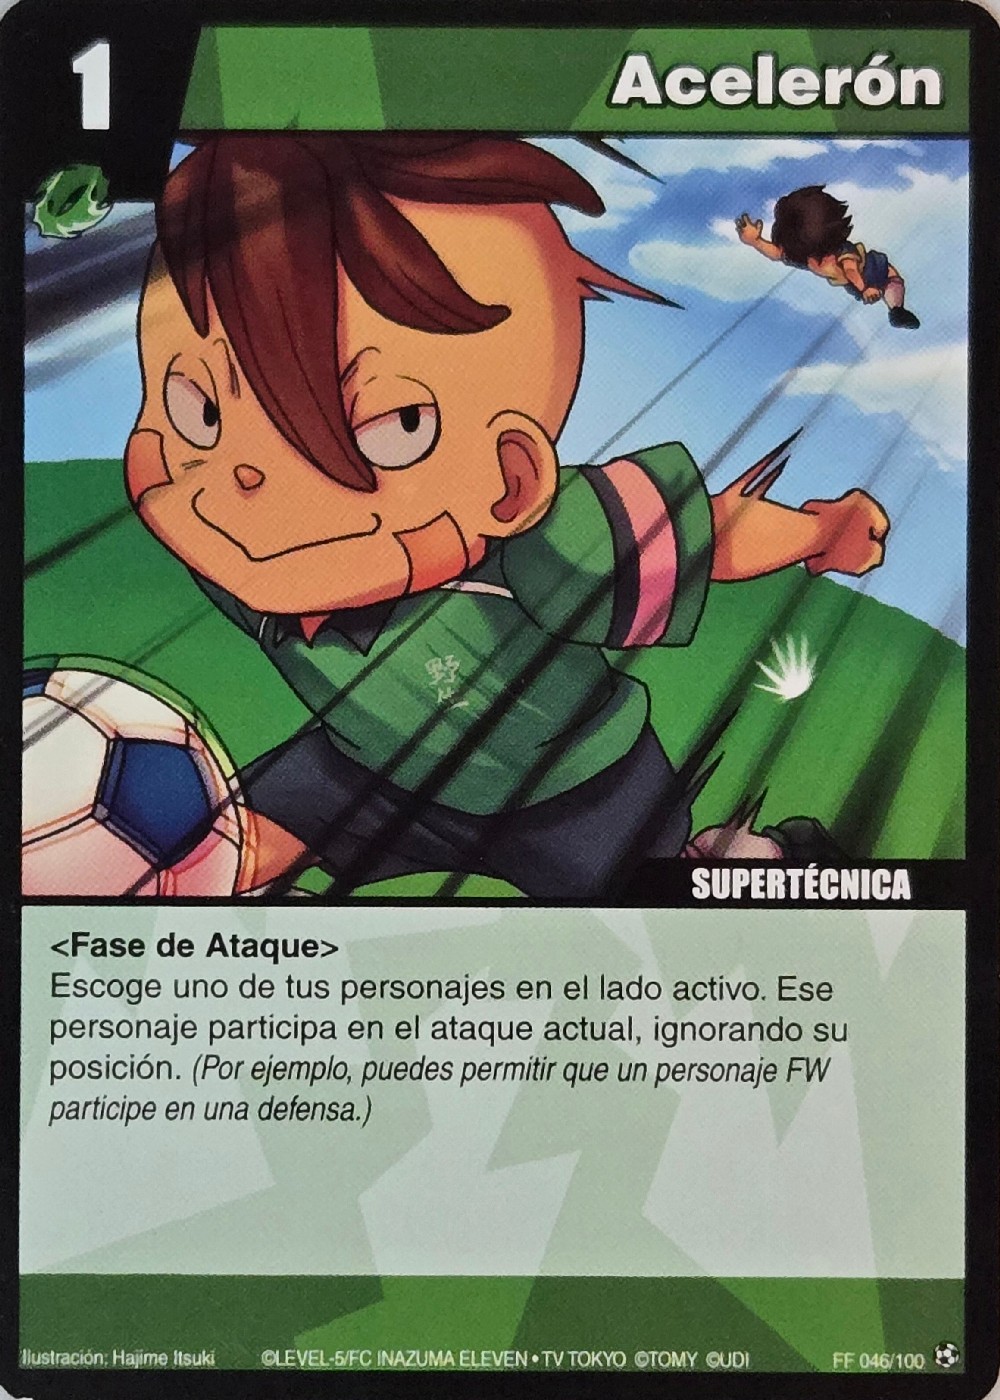 1
Acelerón
野
SUPERTÉCNICA
<Fase de Ataque>
Escoge uno de tus personajes en el lado activo. Ese
personaje participa en el ataque actual, ignorando su
posición. (Por ejemplo, puedes permitir que un personaje FW
participe en una defensa.)
Ilustración: Hajime Itsuki
©LEVEL-5/FC INAZUMA ELEVEN • TV TOKYO ©TOMY ©UDI
FF 046/100